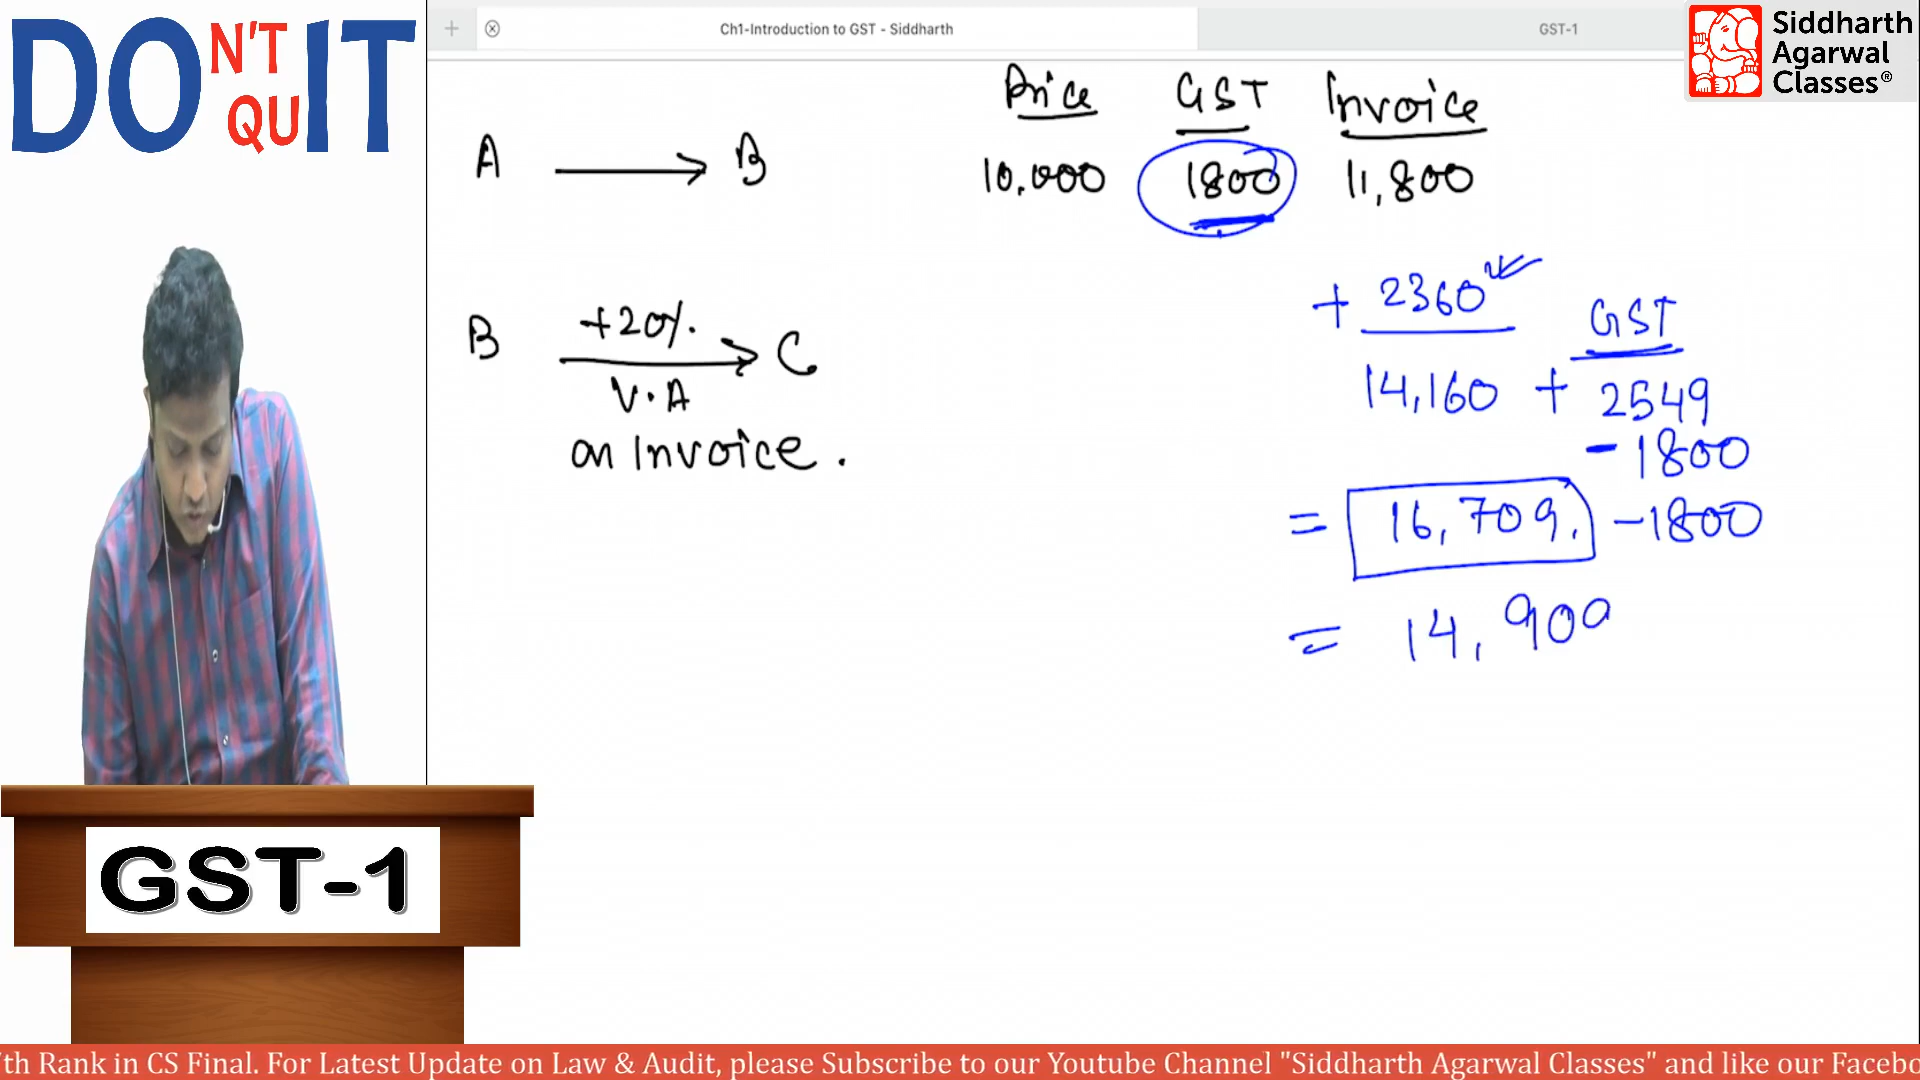 DON'T QUIT
Ch1-Introduction to GST - Siddharth
GST-1
Siddharth
Agarwal
Classes®
Price GST Invoice
A → B 10,000 1800 11,800
+ 2360
B +20% → C
V.A
on Invoice.
GST
14,160 + 2549
- 1800
= 16,709. - 1800
= 14,909
GST-1
7th Rank in CS Final. For Latest Update on Law & Audit, please Subscribe to our Youtube Channel "Siddharth Agarwal Classes" and like our Facebo